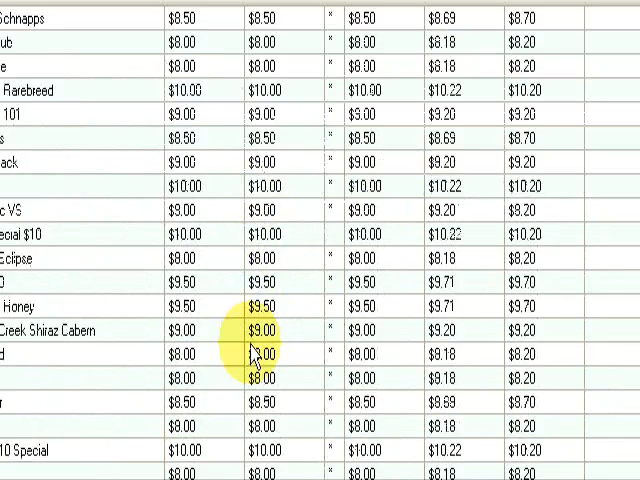 Schnapps $8.50 $8.50 * $8.50 $8.69 $8.70
ub $8.00 $8.00 * $8.00 $8.18 $8.20
e $8.00 $8.00 * $8.00 $8.18 $8.20
Rarebreed $10.00 $10.00 * $10.00 $10.22 $10.20
101 $9.00 $9.00 * $9.00 $9.20 $9.20
s $8.50 $8.50 * $8.50 $8.69 $8.70
ack $9.00 $9.00 * $9.00 $9.20 $9.20
$10.00 $10.00 * $10.00 $10.22 $10.20
c VS $9.00 $9.00 * $9.00 $9.20 $9.20
ecial $10 $10.00 $10.00 * $10.00 $10.22 $10.20
Eclipse $8.00 $8.00 * $8.00 $8.18 $8.20
0 $9.50 $9.50 * $9.50 $9.71 $9.70
Honey $9.50 $9.50 * $9.50 $9.71 $9.70
Creek Shiraz Cabern $9.00 $9.00 * $9.00 $9.20 $9.20
d $8.00 * $8.00 $8.18 $8.20
$8.00 $8.00 * $8.00 $8.18 $8.20
r $8.50 $8.50 * $8.50 $8.69 $8.70
$8.00 $8.00 * $8.00 $8.18 $8.20
10 Special $10.00 $10.00 * $10.00 $10.22 $10.20
$8.00 $8.00 * $8.00 $8.18 $8.20